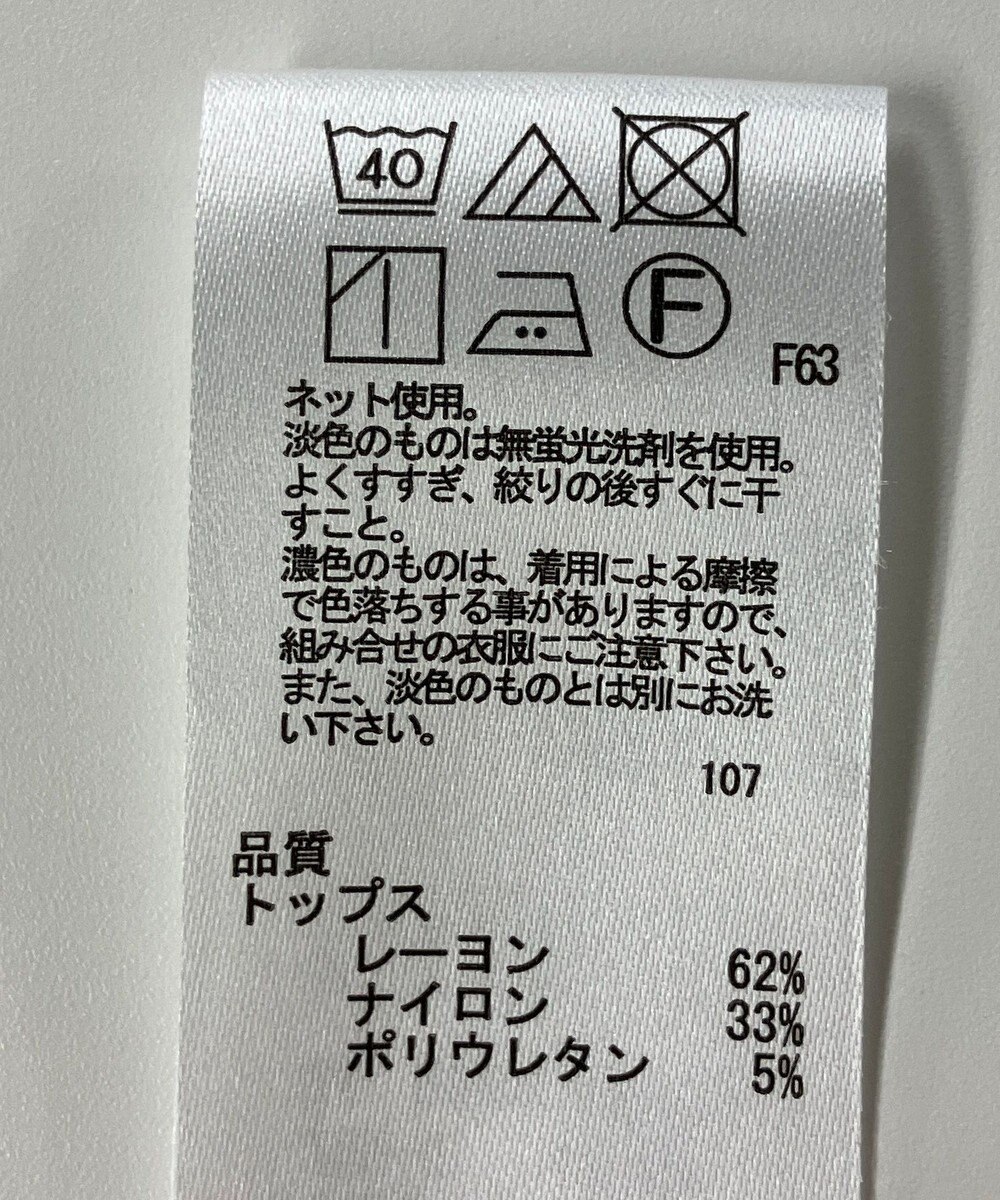 40
F
F63
ネット使用。
淡色のものは無蛍光洗剤を使用。
よくすすぎ、絞りの後すぐに干
すこと。
濃色のものは、着用による摩擦
で色落ちする事がありますので、
組み合せの衣服にご注意下さい。
また、淡色のものとは別にお洗
い下さい。
107
品質
トップス
レーヨン 62%
ナイロン 33%
ポリウレタン 5%